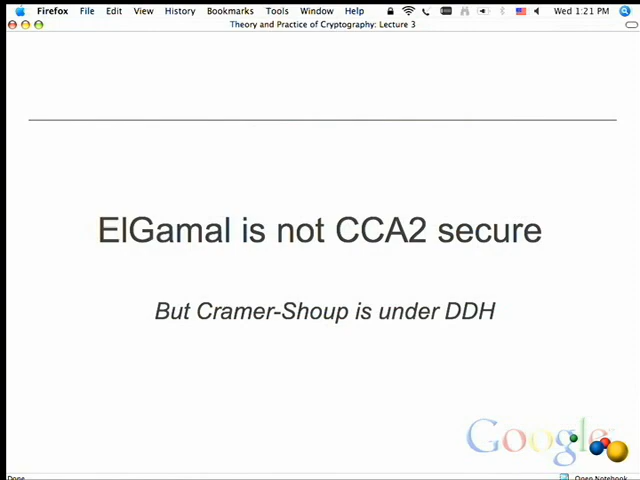 Firefox File Edit View History Bookmarks Tools Window Help Wed 1:21 PM
Theory and Practice of Cryptography: Lecture 3
ElGamal is not CCA2 secure
But Cramer-Shoup is under DDH
Google
Done
Open Notebook